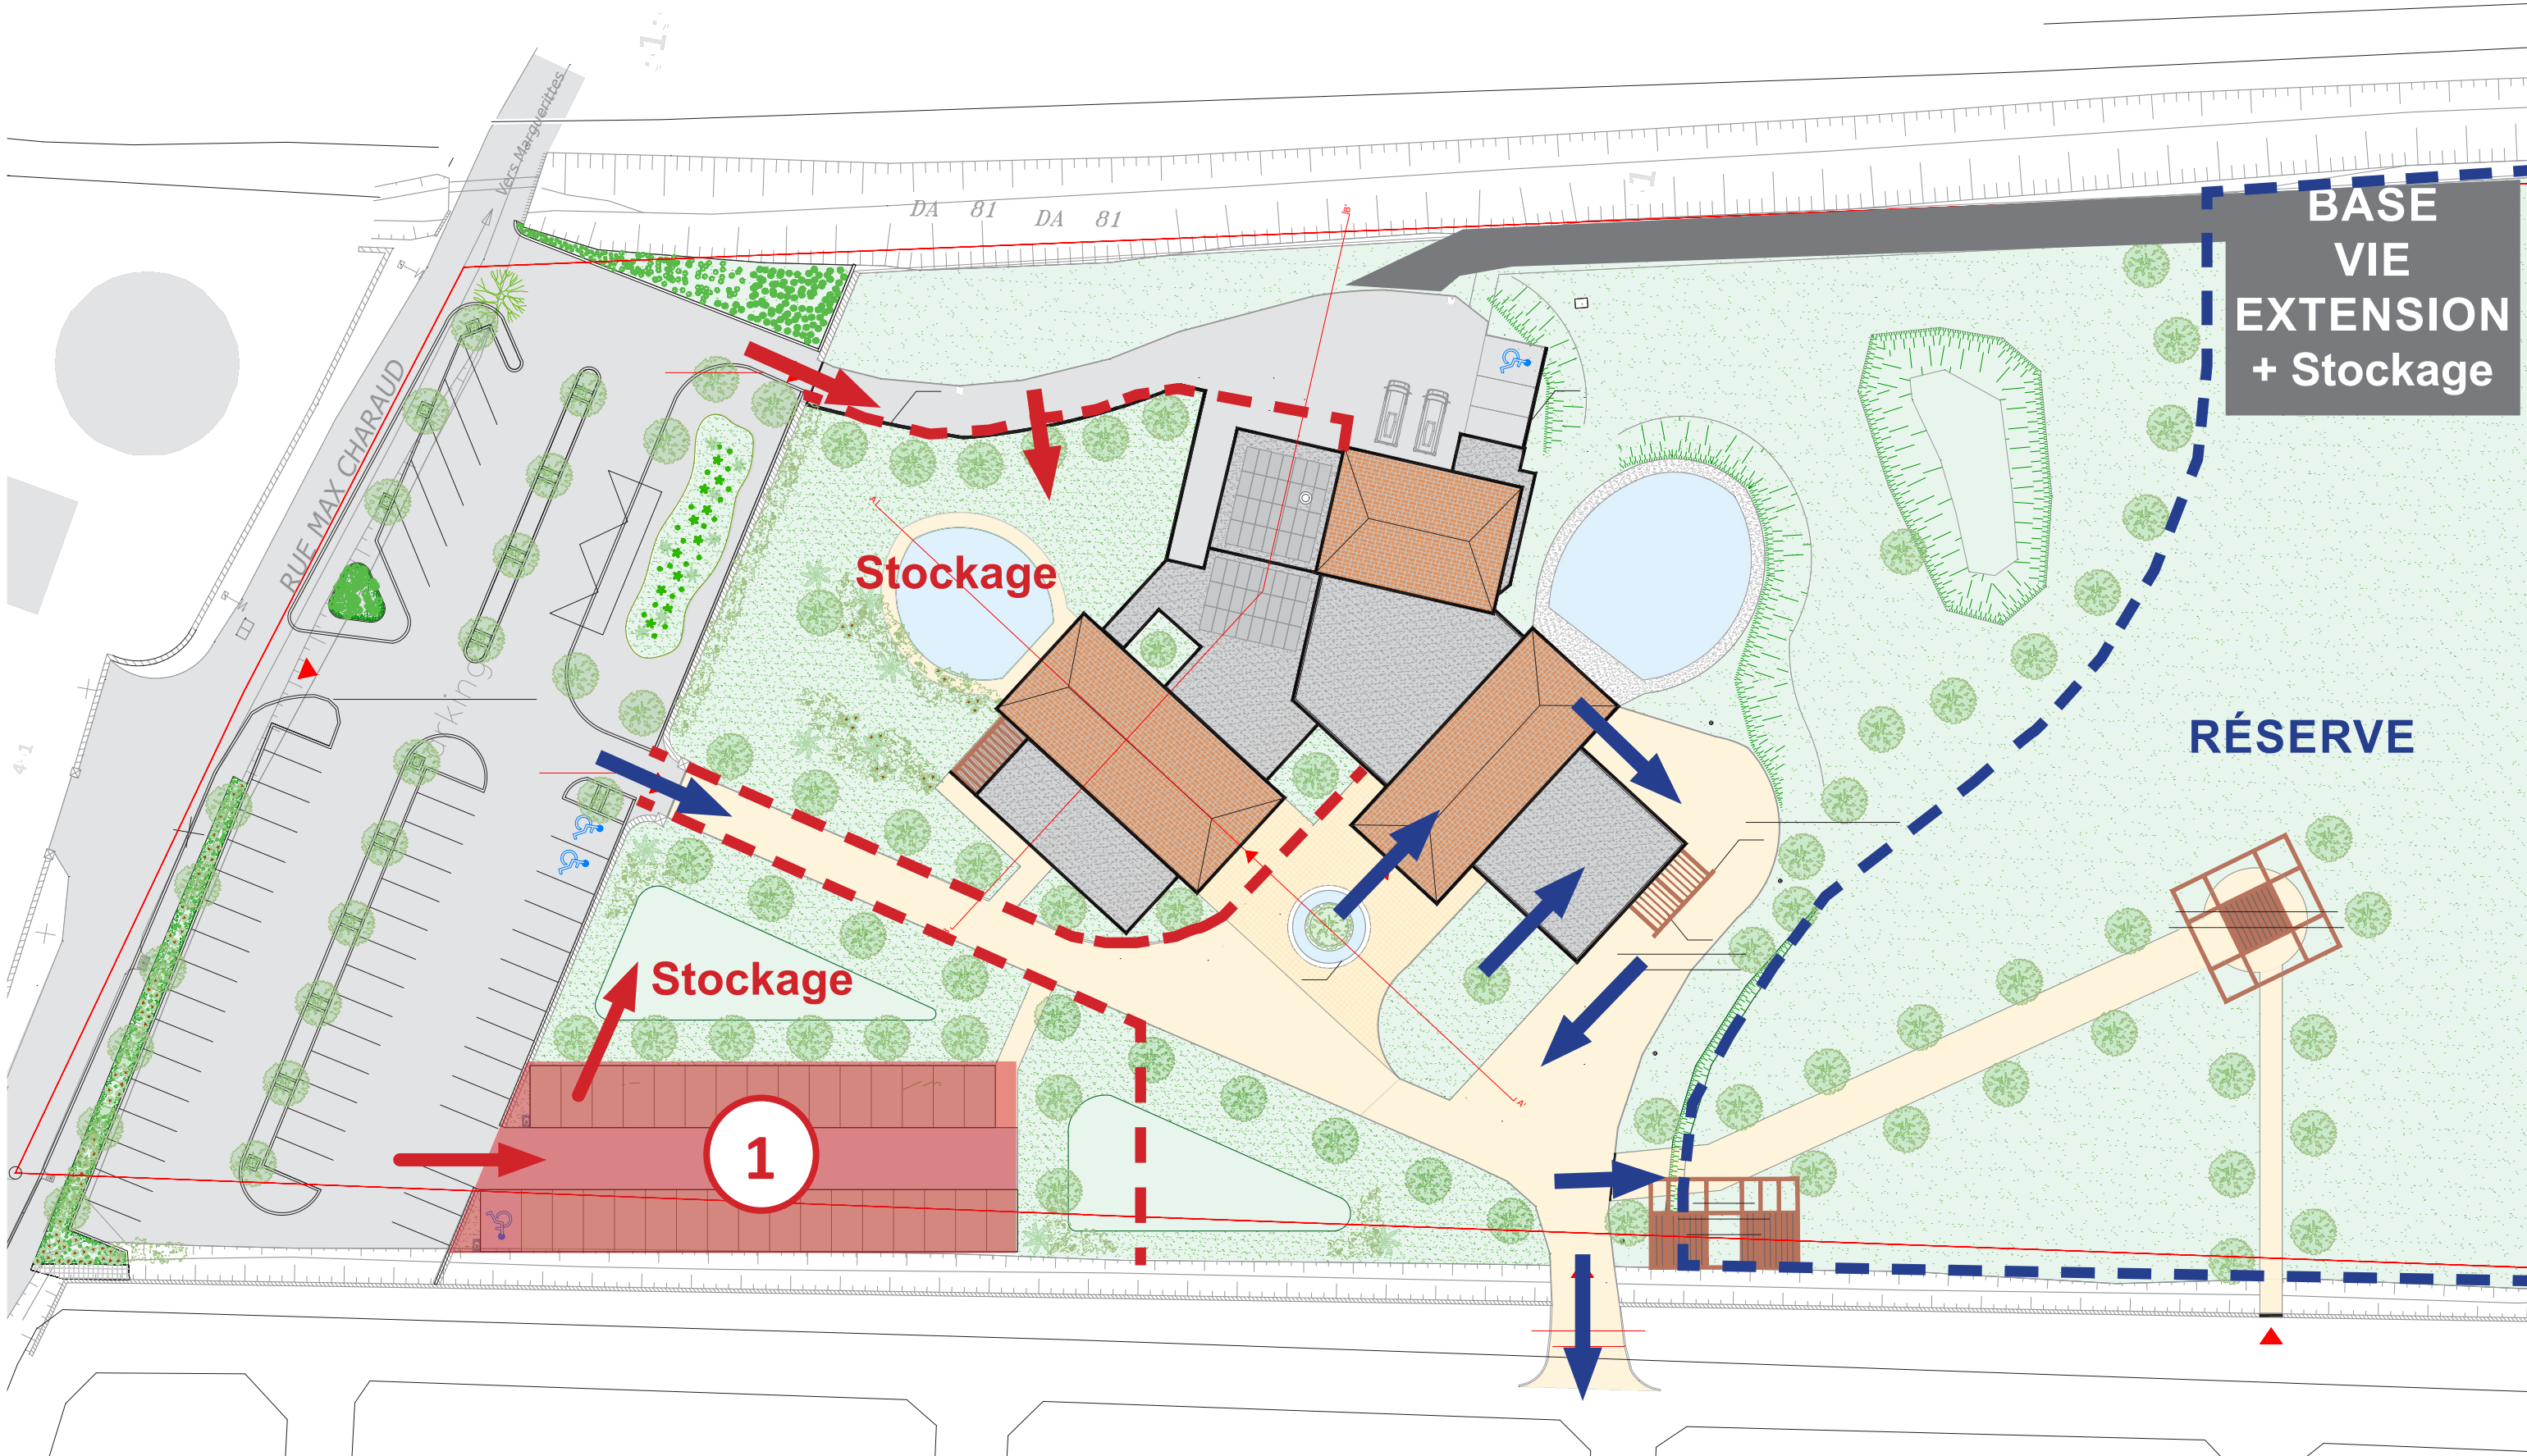 Vers Marguerittes
DA 81 DA 81
BASE
VIE
EXTENSION
+ Stockage
RUE MAX CHARAUD
Stockage
RÉSERVE
Stockage
1
A'